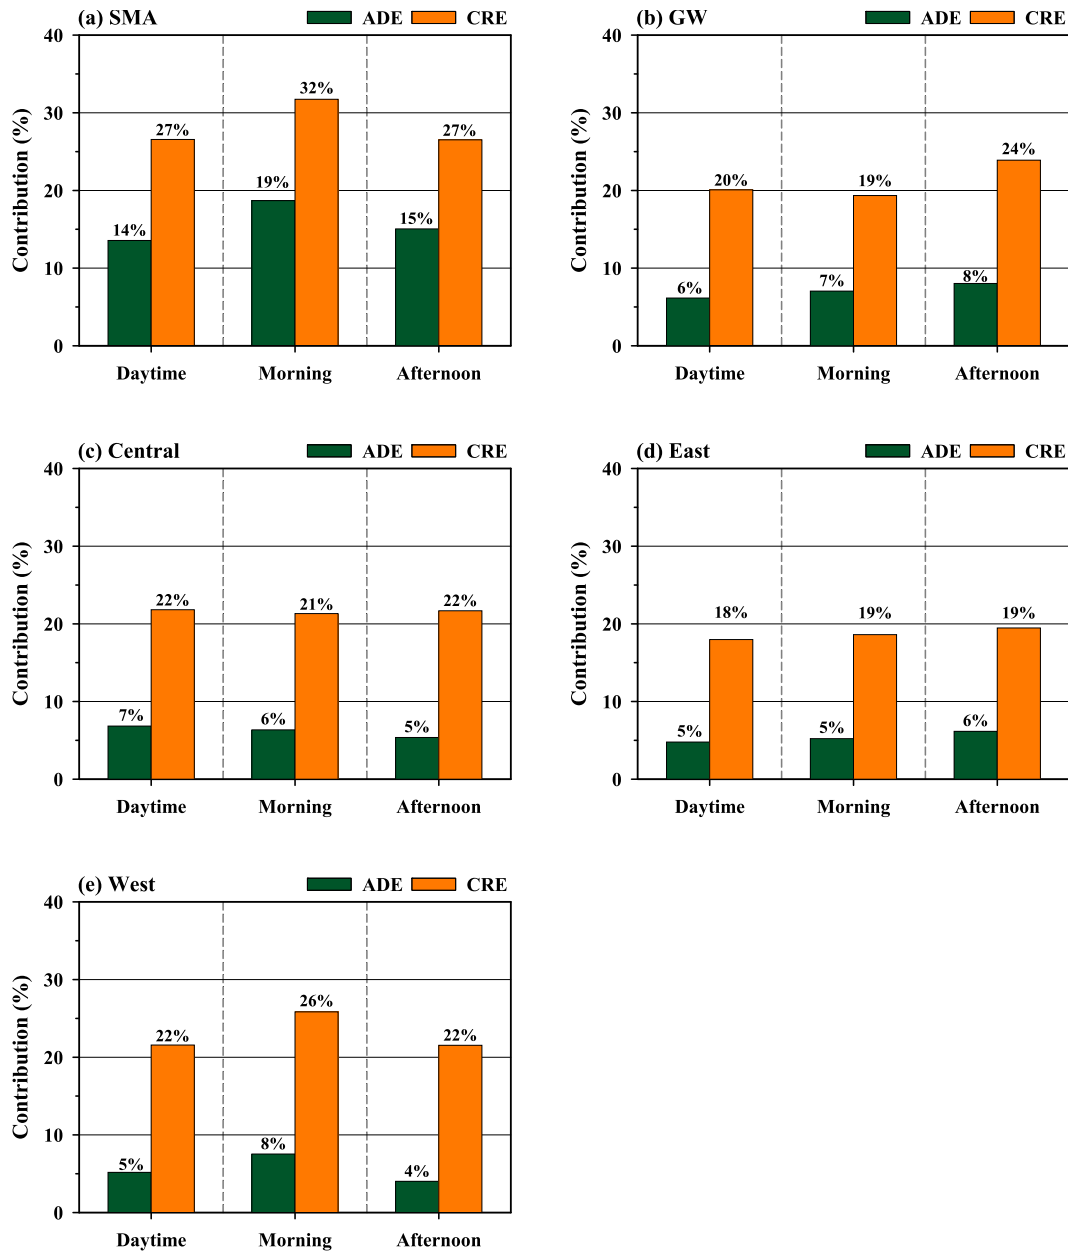 (a) SMA ADE CRE
40
30
20
10
0
Contribution (%)
14% 27% 19% 32% 15% 27%
Daytime Morning Afternoon
(b) GW ADE CRE
40
30
20
10
0
Contribution (%)
6% 20% 7% 19% 8% 24%
Daytime Morning Afternoon
(c) Central ADE CRE
40
30
20
10
0
Contribution (%)
7% 22% 6% 21% 5% 22%
Daytime Morning Afternoon
(d) East ADE CRE
40
30
20
10
0
Contribution (%)
5% 18% 5% 19% 6% 19%
Daytime Morning Afternoon
(e) West ADE CRE
40
30
20
10
0
Contribution (%)
5% 22% 8% 26% 4% 22%
Daytime Morning Afternoon